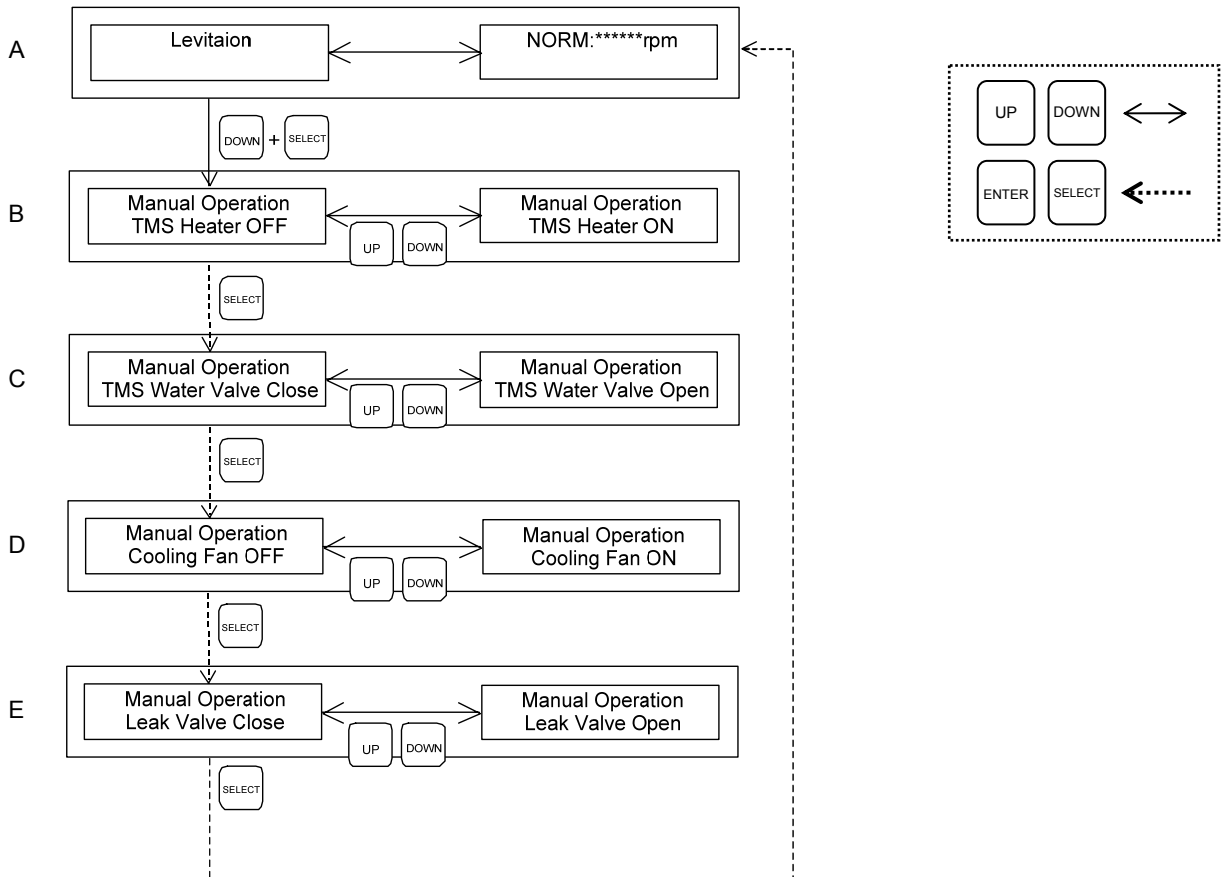 A
Levitaion
NORM:******rpm
DOWN + SELECT
UP DOWN
ENTER SELECT
B
Manual Operation
TMS Heater OFF
Manual Operation
TMS Heater ON
UP DOWN
SELECT
C
Manual Operation
TMS Water Valve Close
Manual Operation
TMS Water Valve Open
UP DOWN
SELECT
D
Manual Operation
Cooling Fan OFF
Manual Operation
Cooling Fan ON
UP DOWN
SELECT
E
Manual Operation
Leak Valve Close
Manual Operation
Leak Valve Open
UP DOWN
SELECT